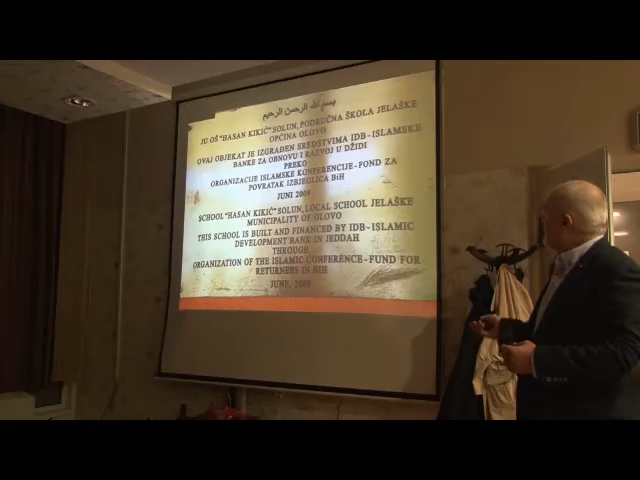 بسم الله الرحمن الرحيم
JU OŠ "HASAN KIKIĆ" SOLUN, PODRUČNA ŠKOLA JELAŠKE
OPĆINA OLOVO
OVAJ OBJEKAT JE IZGRAĐEN SREDSTVIMA IDB-ISLAMSKE
BANKE ZA OBNOVU I RAZVOJ U DŽIDI
PREKO
ORGANIZACIJE ISLAMSKE KONFERENCIJE-FOND ZA
POVRATAK IZBJEGLICA BiH
JUNI 2009
SCHOOL "HASAN KIKIĆ" SOLUN, LOCAL SCHOOL JELAŠKE
MUNICIPALITY OF OLOVO
THIS SCHOOL IS BUILT AND FINANCED BY IDB-ISLAMIC
DEVELOPMENT BANK IN JEDDAH
THROUGH
ORGANIZATION OF THE ISLAMIC CONFERENCE-FUND FOR
RETURNEES IN BiH
JUNE, 2009